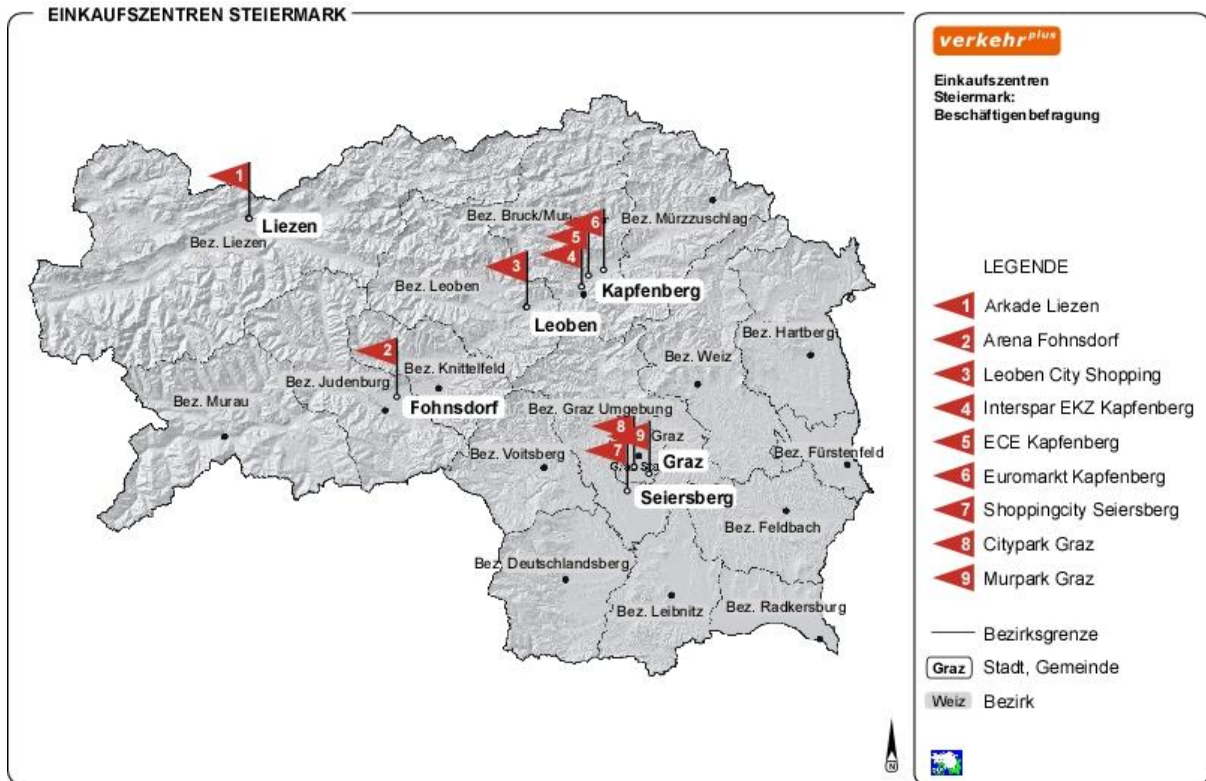 EINKAUFSZENTREN STEIERMARK
verkehr plus
Einkaufszentren
Steiermark:
Beschäftigenbefragung
1
Liezen
Bez. Liezen
Bez. Bruck/Mur
6
Bez. Mürzzuschlag
5
4
3
Kapfenberg
Bez. Leoben
Leoben
2
Bez. Hartberg
Bez. Weiz
Bez. Knittelfeld
Bez. Judenburg
Bez. Murau
Fohnsdorf
Bez. Graz Umgebung
8
9
Graz
7
Bez. Voitsberg
Graz
Bez. Fürstenfeld
Seiersberg
Bez. Feldbach
Bez. Deutschlandsberg
Bez. Leibnitz
Bez. Radkersburg
N
LEGENDE
1 Arkade Liezen
2 Arena Fohnsdorf
3 Leoben City Shopping
4 Interspar EKZ Kapfenberg
5 ECE Kapfenberg
6 Euromarkt Kapfenberg
7 Shoppingcity Seiersberg
8 Citypark Graz
9 Murpark Graz
Bezirksgrenze
Graz Stadt, Gemeinde
Weiz Bezirk